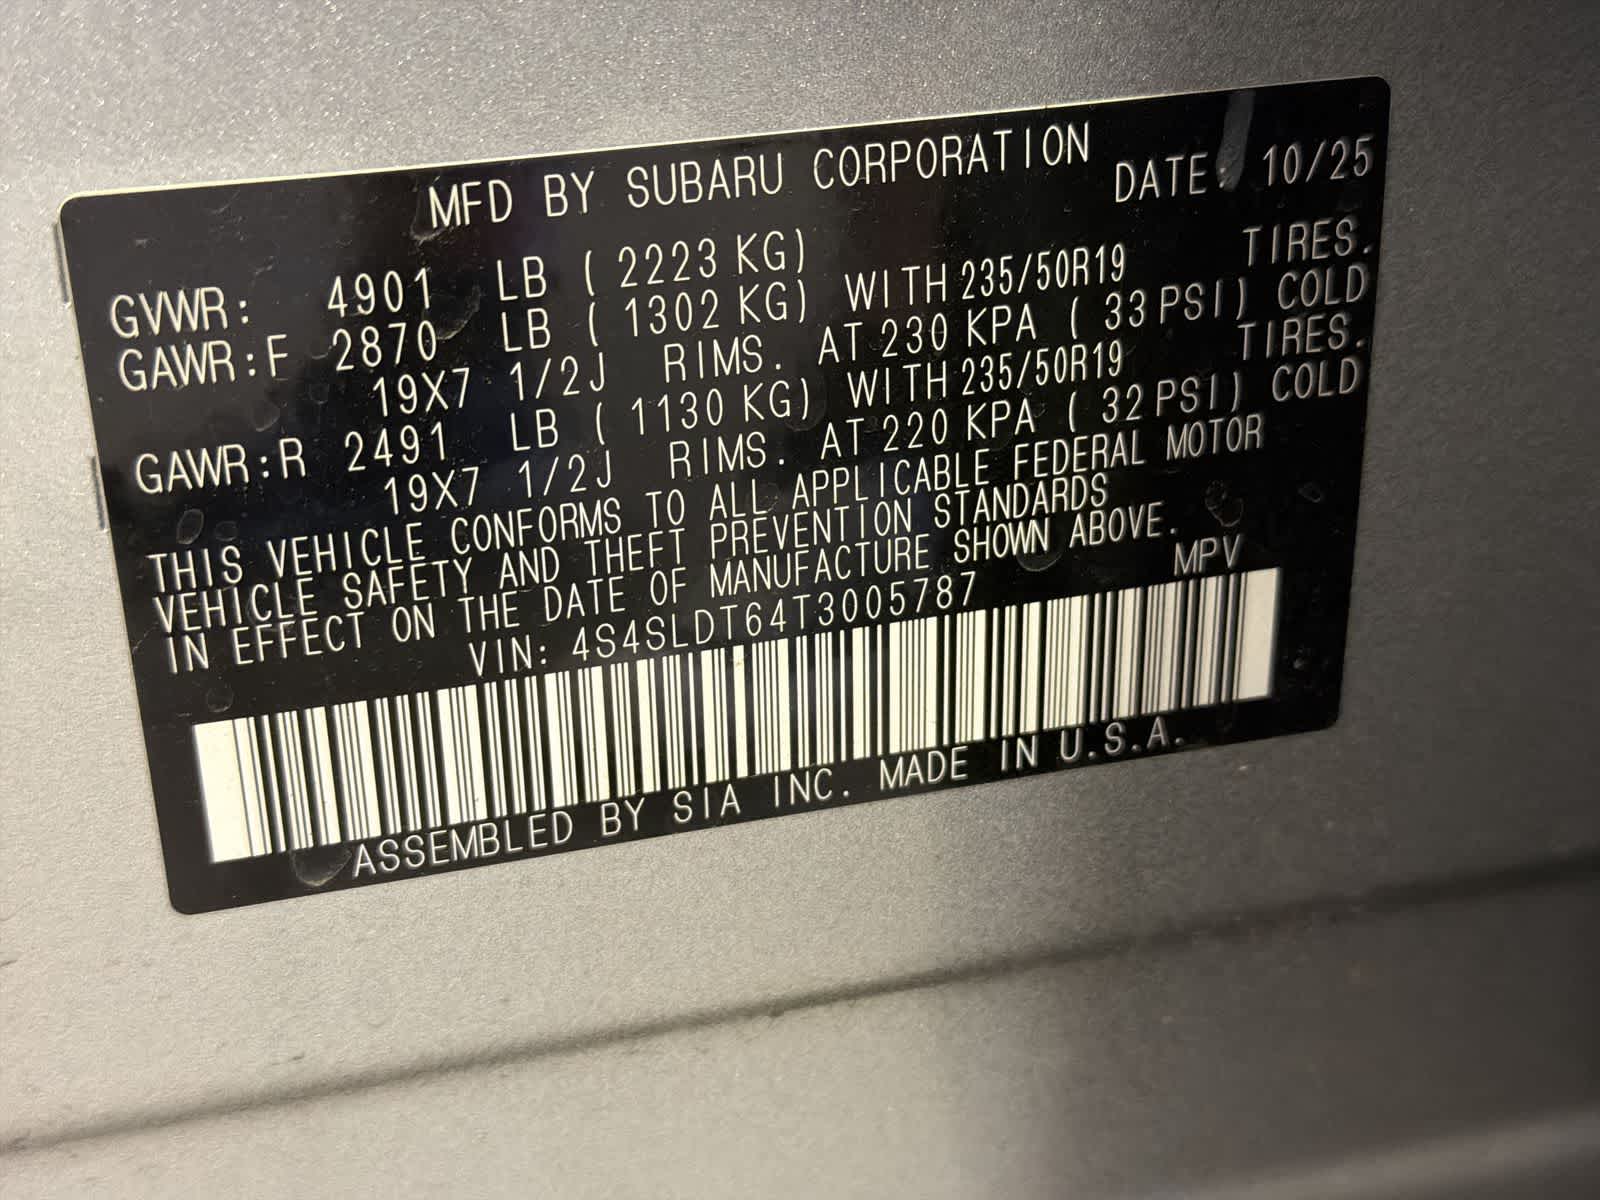 MFD BY SUBARU CORPORATION DATE: 10/25
GVWR: 4901 LB ( 2223 KG)
GAWR:F 2870 LB ( 1302 KG) WITH 235/50R19 TIRES.
19X7 1/2J RIMS. AT 230 KPA ( 33 PSI) COLD
GAWR:R 2491 LB ( 1130 KG) WITH 235/50R19 TIRES.
19X7 1/2J RIMS. AT 220 KPA ( 32 PSI) COLD
THIS VEHICLE CONFORMS TO ALL APPLICABLE FEDERAL MOTOR
VEHICLE SAFETY AND THEFT PREVENTION STANDARDS
IN EFFECT ON THE DATE OF MANUFACTURE SHOWN ABOVE.
VIN: 4S4SLDT64T3005787 MPV
ASSEMBLED BY SIA INC. MADE IN U.S.A.